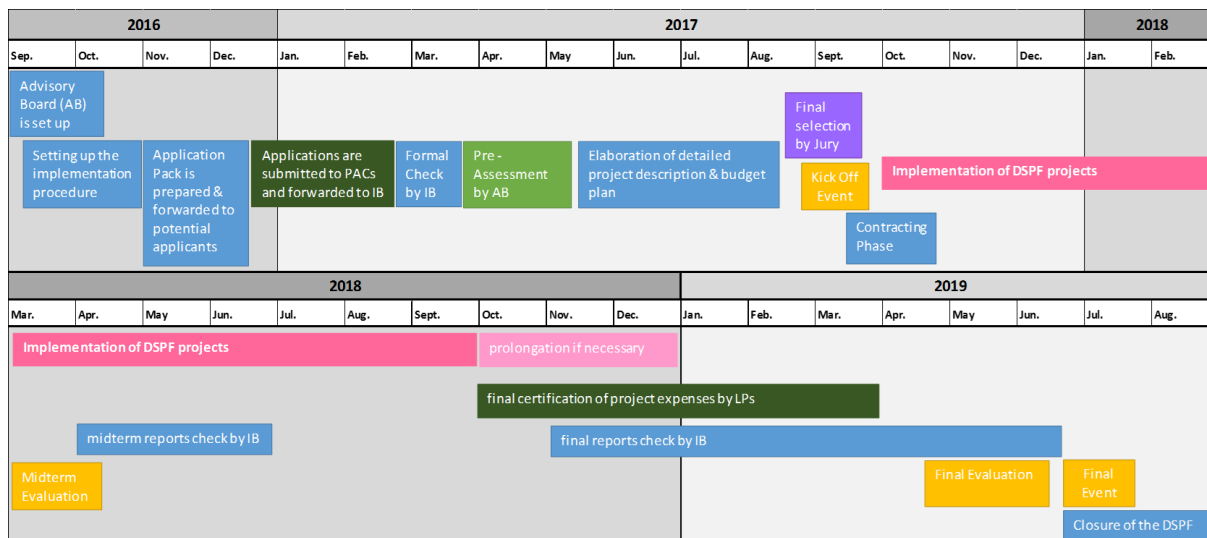 2016 2017 2018
Sep. Oct. Nov. Dec. Jan. Feb. Mar. Apr. May Jun. Jul. Aug. Sept. Oct. Nov. Dec. Jan. Feb.
Advisory
Board (AB)
is set up
Setting up the
implementation
procedure
Application
Pack is
prepared &
forwarded to
potential
applicants
Applications are
submitted to PACs
and forwarded to IB
Formal
Check
by IB
Pre -
Assessment
by AB
Elaboration of detailed
project description & budget
plan
Final
selection
by Jury
Kick Off
Event
Contracting
Phase
Implementation of DSPF projects
2018 2019
Mar. Apr. May Jun. Jul. Aug. Sept. Oct. Nov. Dec. Jan. Feb. Mar. Apr. May Jun. Jul. Aug.
Implementation of DSPF projects
prolongation if necessary
final certification of project expenses by LPs
midterm reports check by IB
final reports check by IB
Midterm
Evaluation
Final Evaluation
Final
Event
Closure of the DSPF